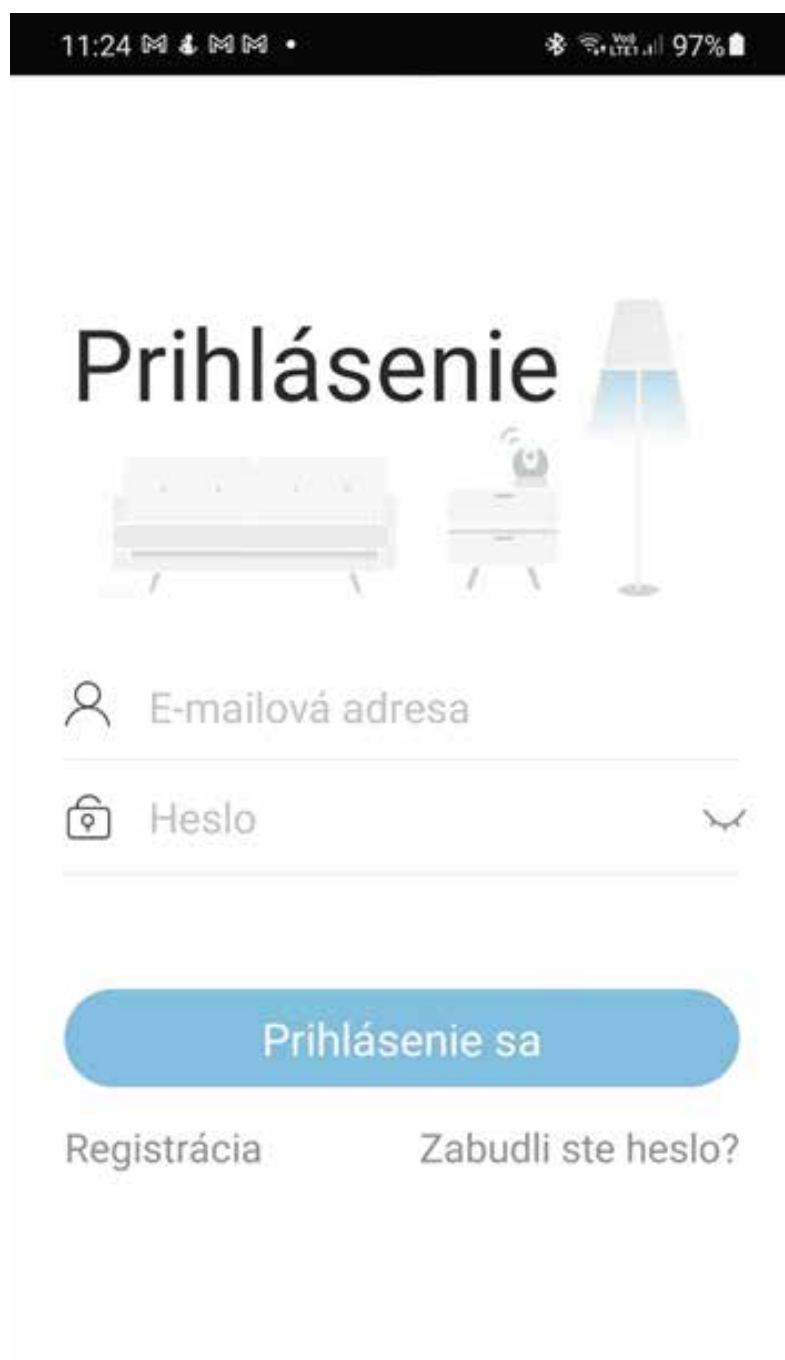 11:24
97%
Prihlásenie
E-mailová adresa
Heslo
Prihlásenie sa
Registrácia
Zabudli ste heslo?